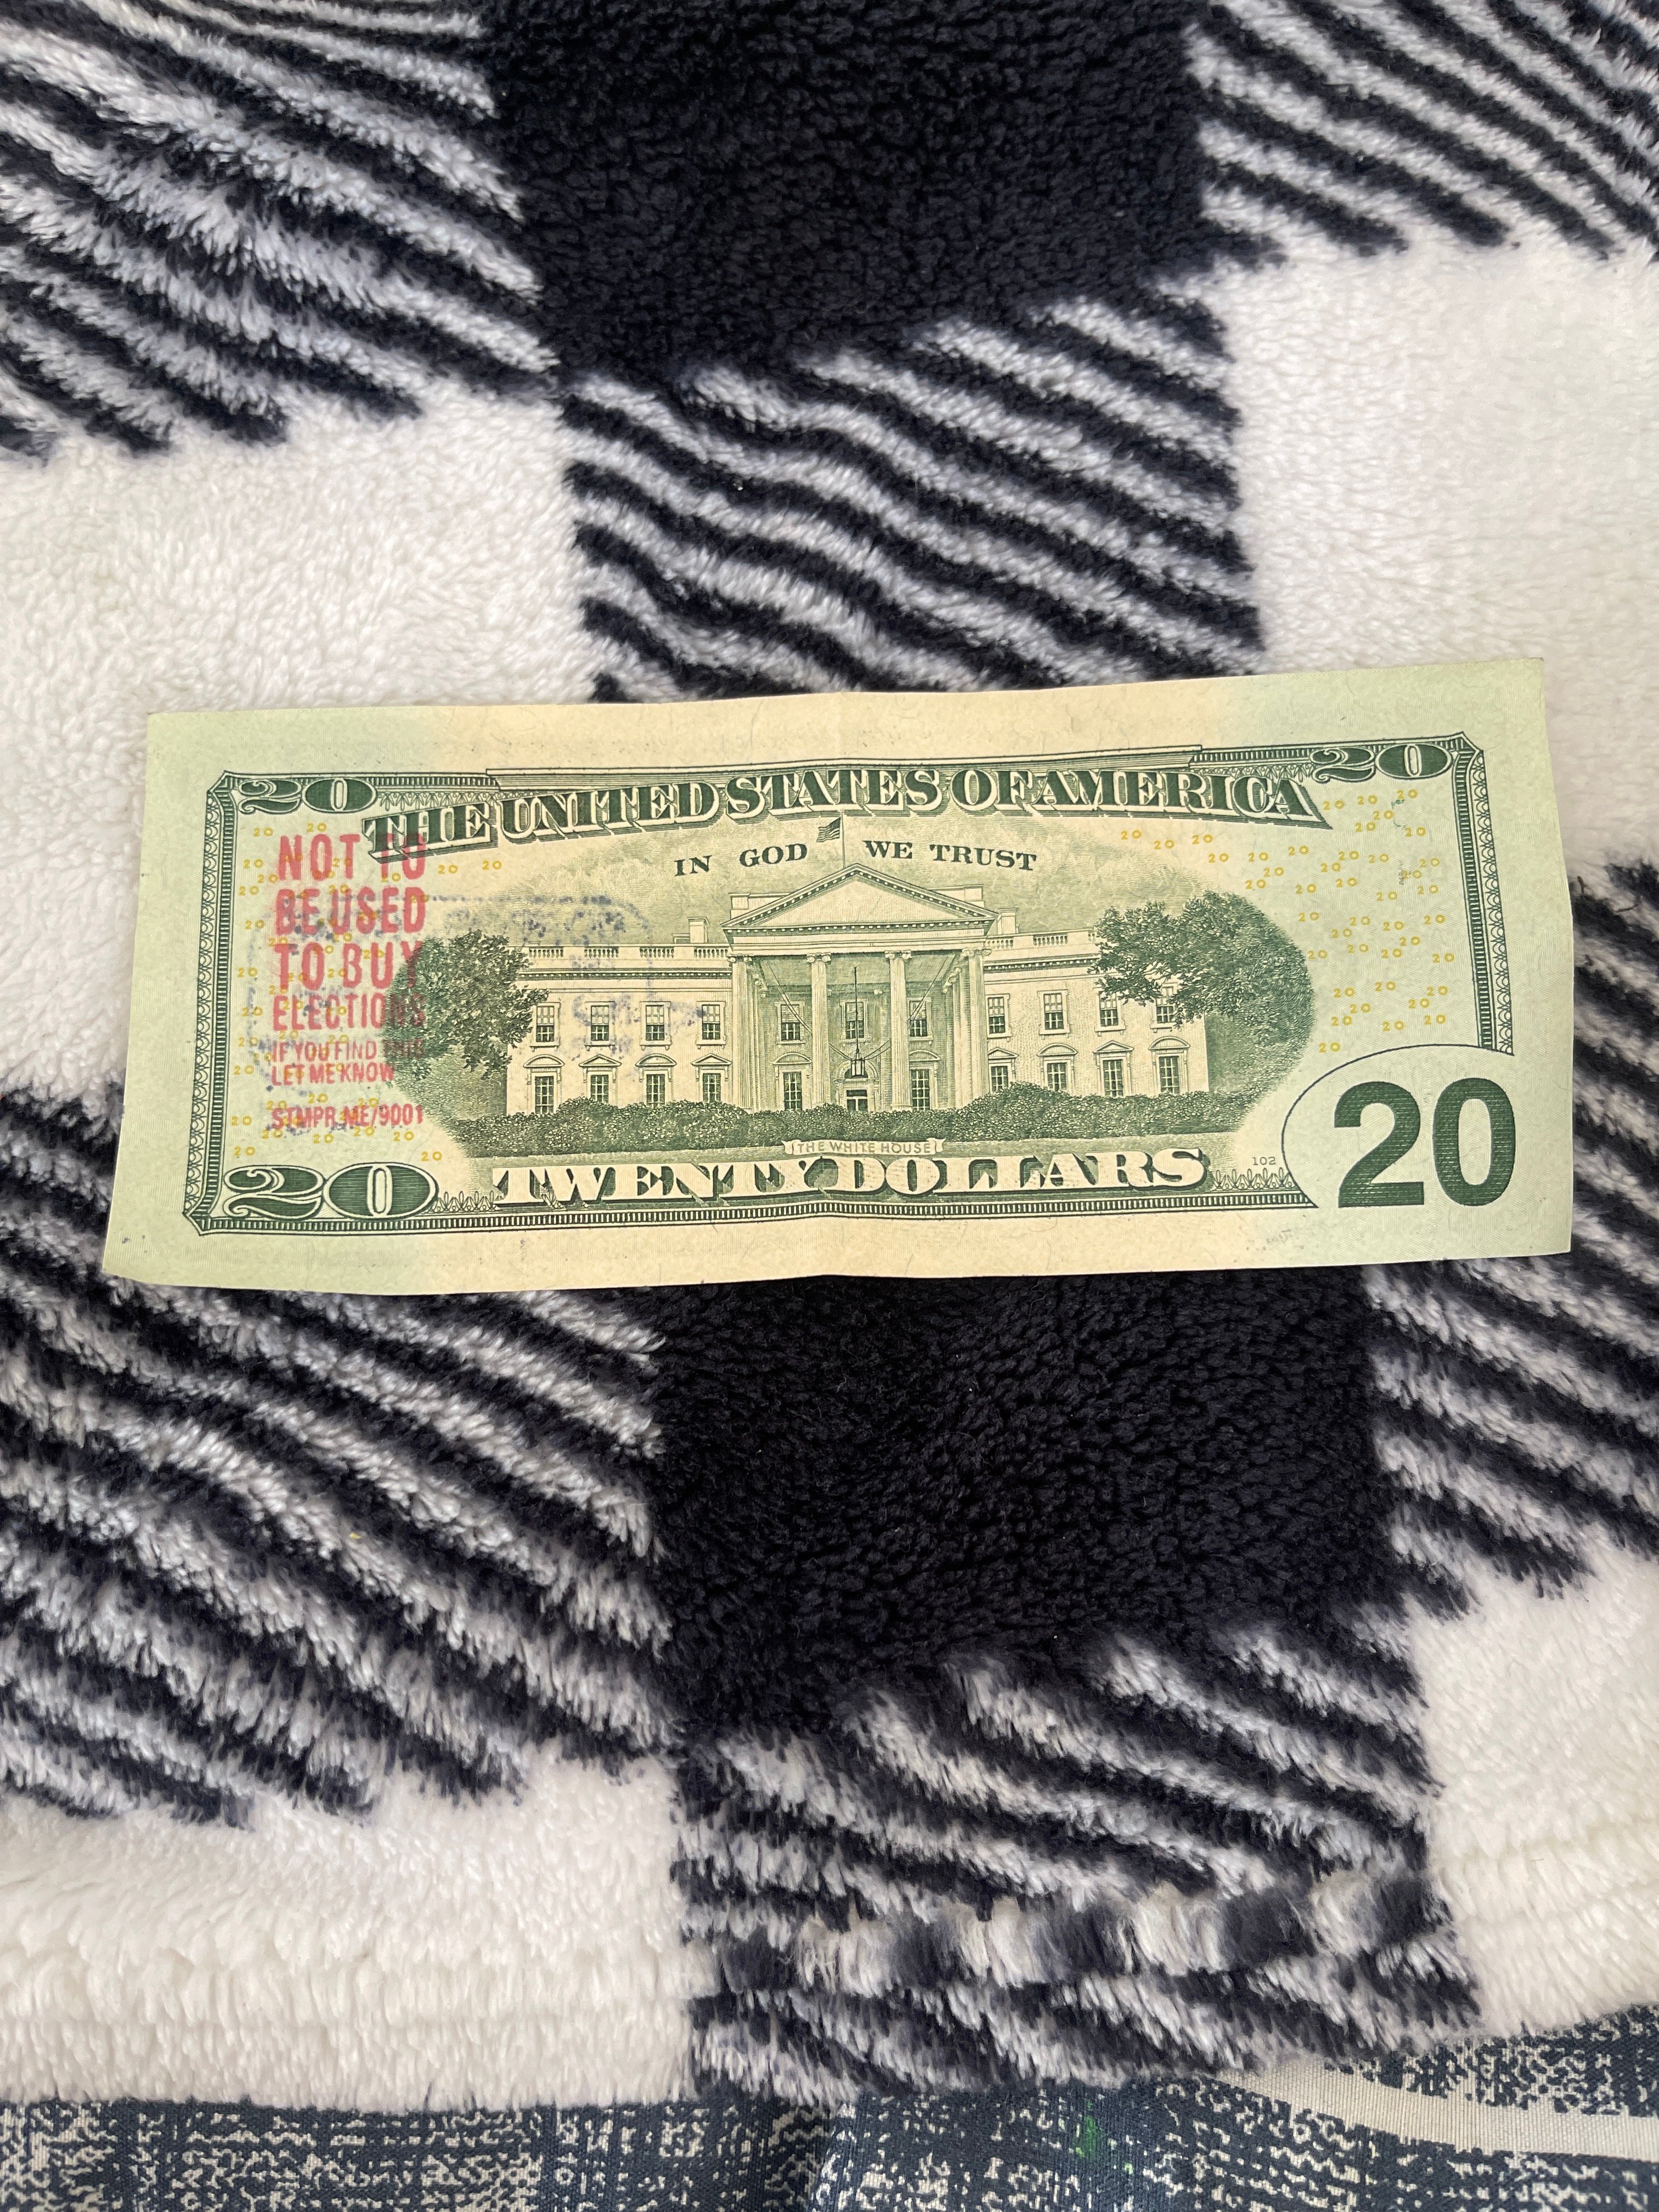 20
THE UNITED STATES OF AMERICA
20
IN GOD WE TRUST
NOT TO
BE USED
TO BUY
ELECTIONS
IF YOU FIND THIS
LET ME KNOW
STMPR.ME/9001
THE WHITE HOUSE
20
TWENTY DOLLARS
102
20